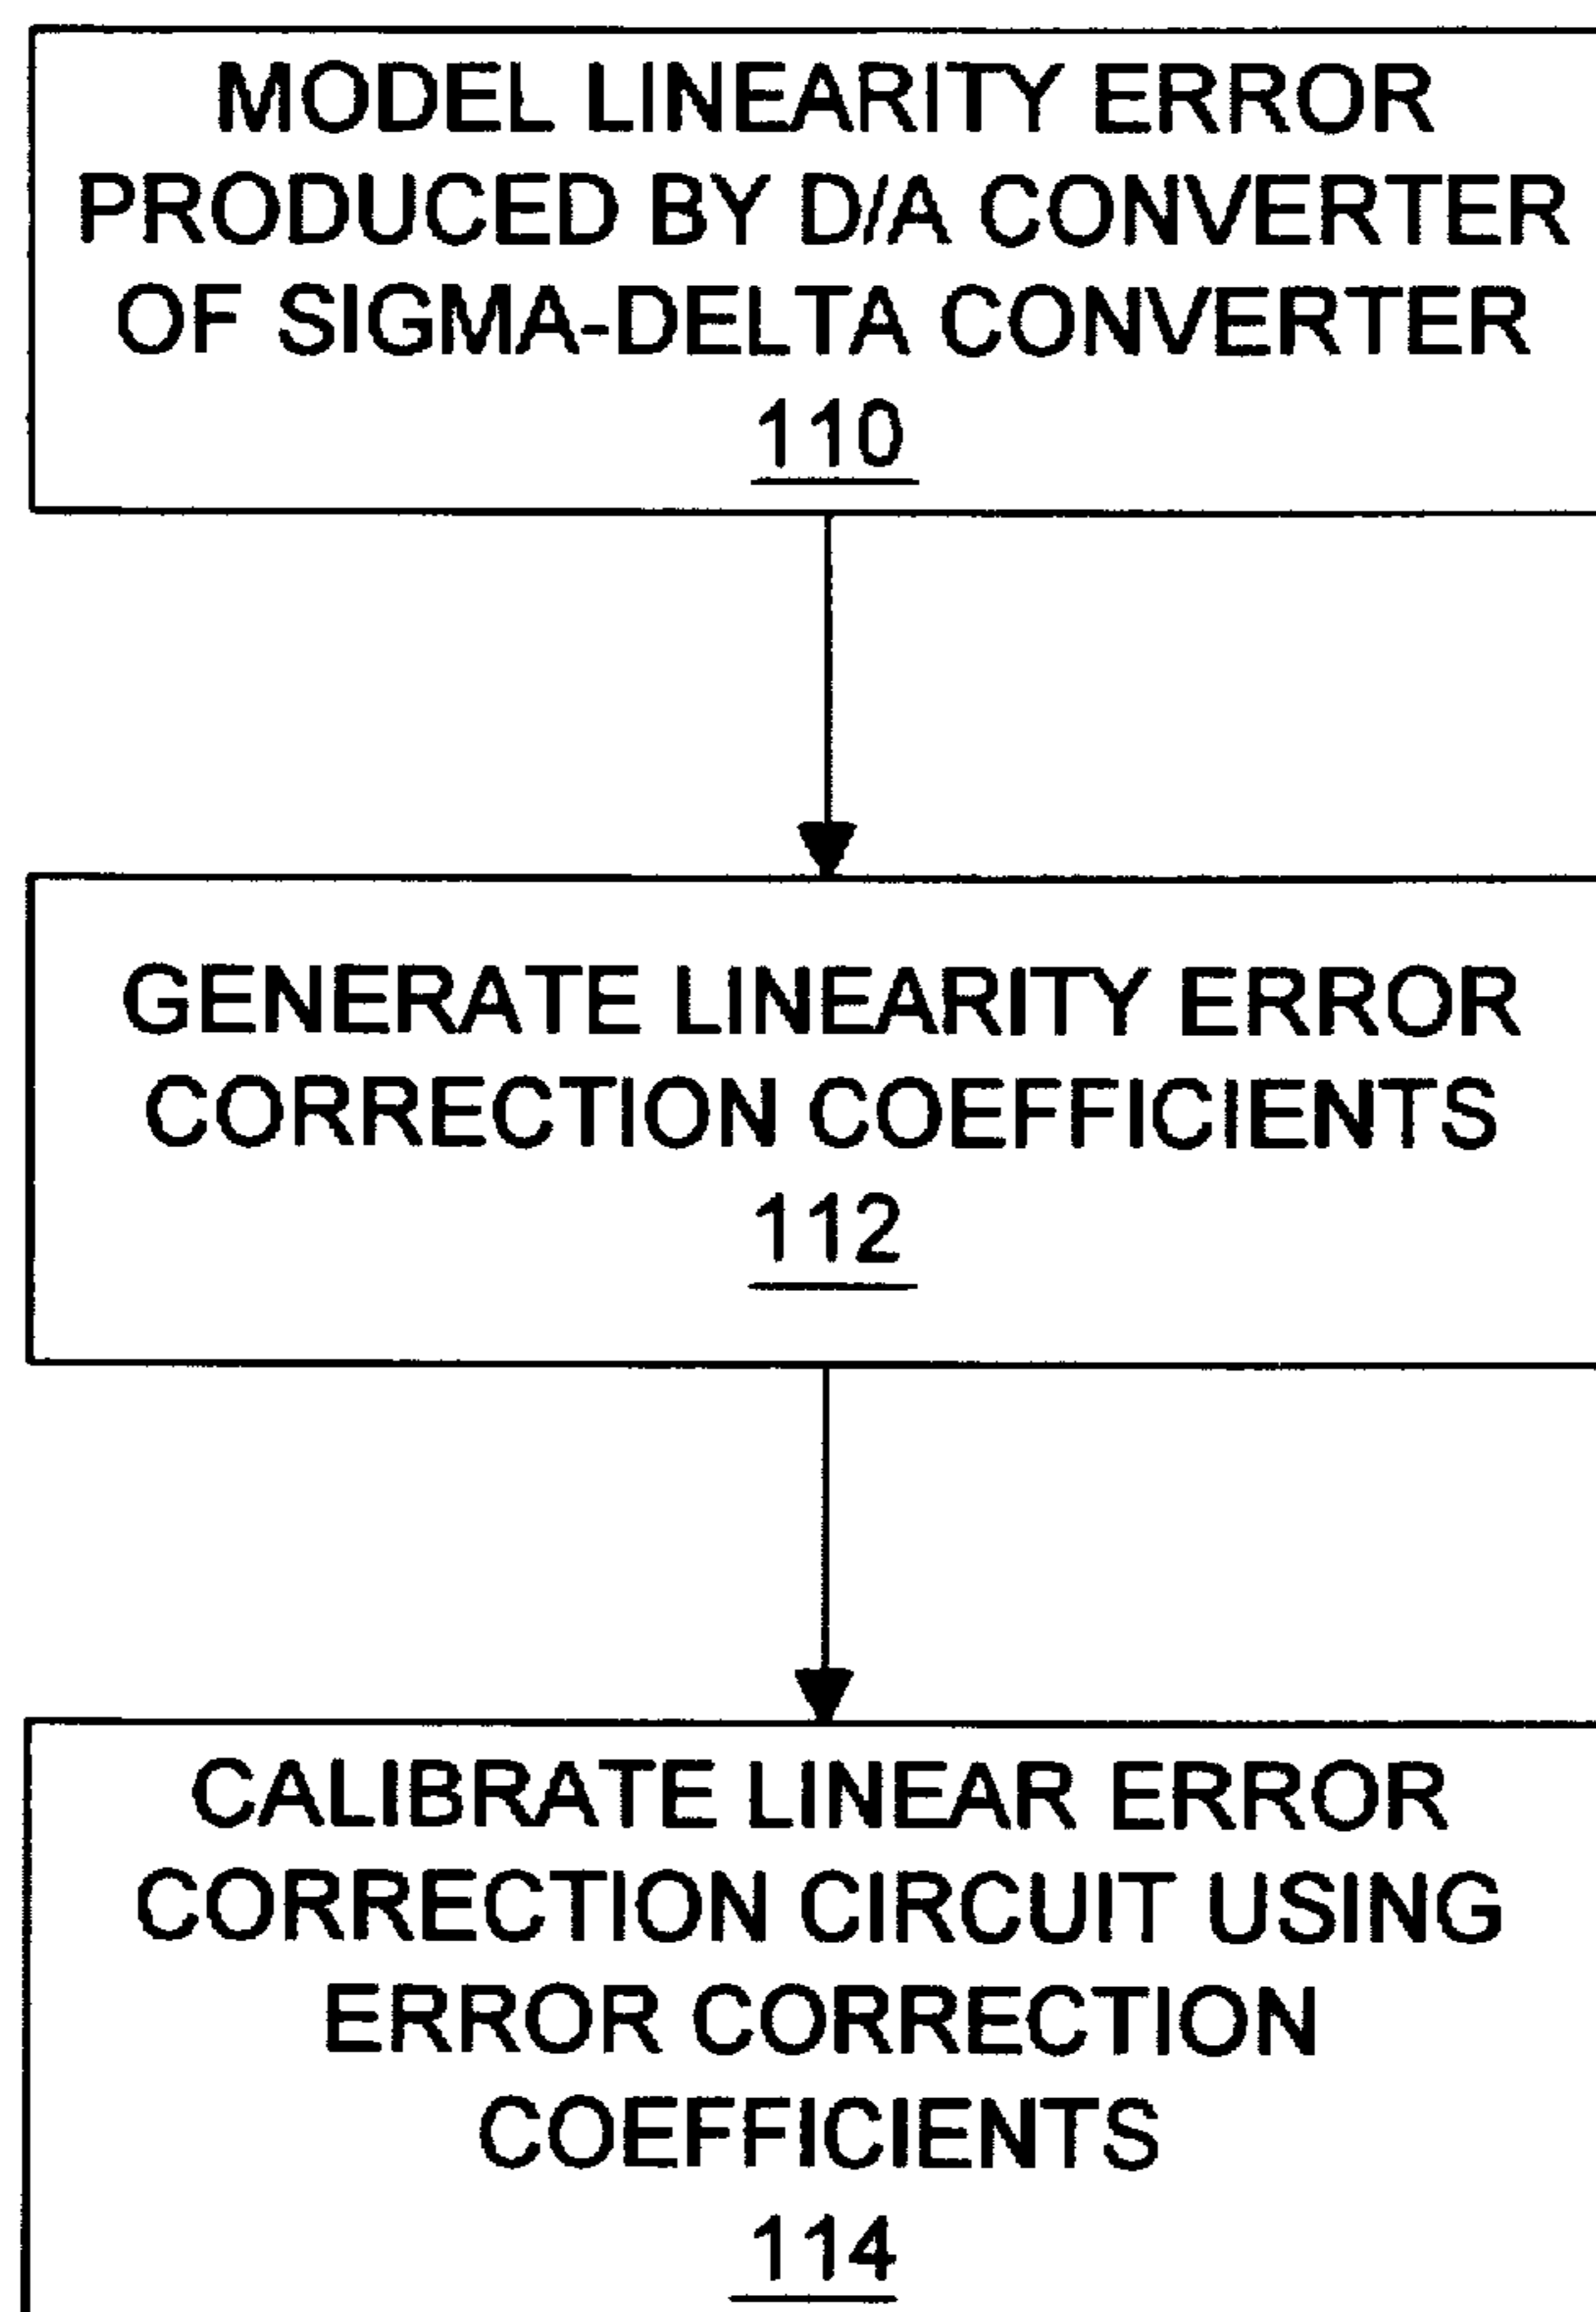 MODEL LINEARITY ERROR
PRODUCED BY D/A CONVERTER
OF SIGMA-DELTA CONVERTER
110
GENERATE LINEARITY ERROR
CORRECTION COEFFICIENTS
112
CALIBRATE LINEAR ERROR
CORRECTION CIRCUIT USING
ERROR CORRECTION
COEFFICIENTS
114